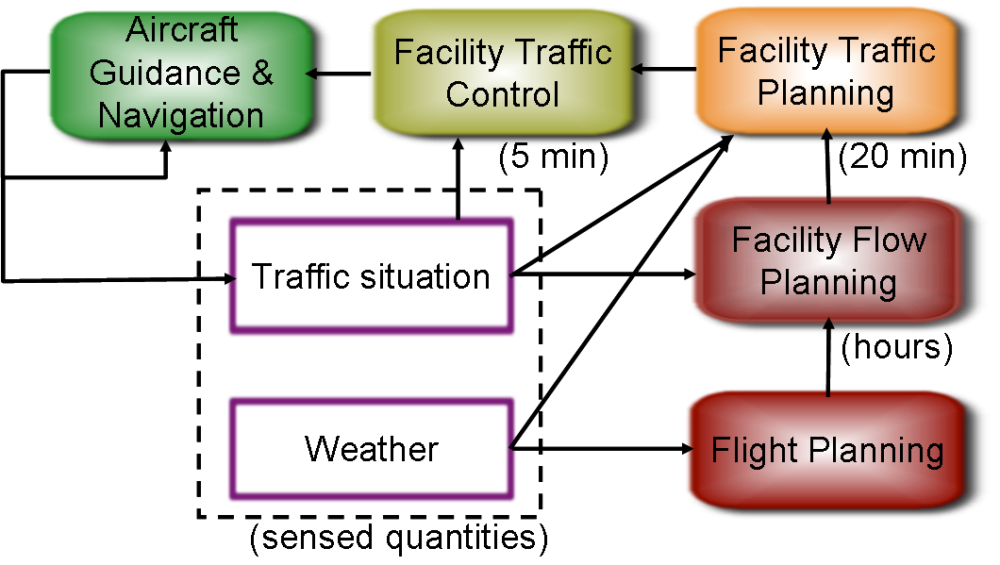 Aircraft
Guidance &
Navigation
Facility Traffic
Control
Facility Traffic
Planning
(5 min)
(20 min)
Traffic situation
Facility Flow
Planning
(hours)
Weather
Flight Planning
(sensed quantities)